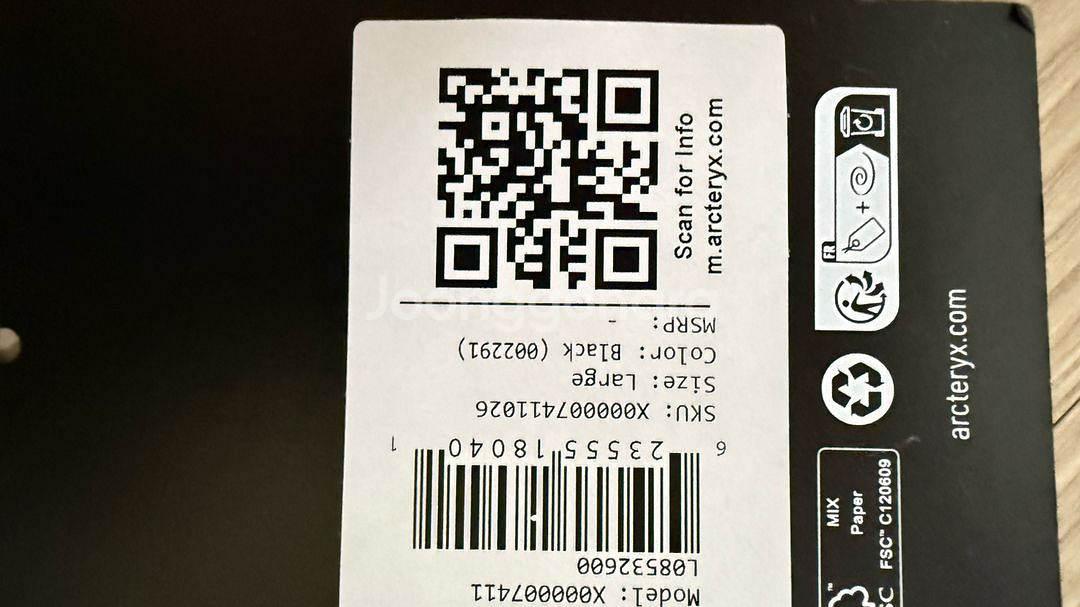 Model: X000007411
L08532600
6 23555 18040 1
SKU: X000007411026
Size: Large
Color: Black (002291)
MSRP: -
Scan for Info
m.arcteryx.com
Joonggonara
FR
MIX
Paper
FSC™ C120609
arcteryx.com